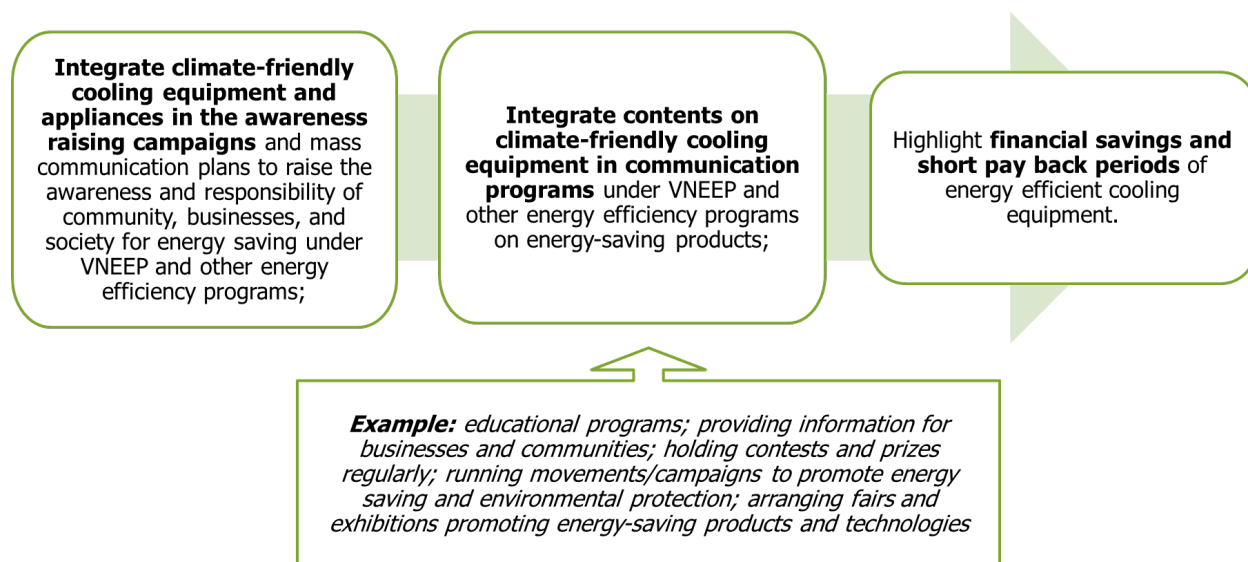 Integrate climate-friendly
cooling equipment and
appliances in the awareness
raising campaigns and mass
communication plans to raise the
awareness and responsibility of
community, businesses, and
society for energy saving under
VNEEP and other energy
efficiency programs;
Integrate contents on
climate-friendly cooling
equipment in communication
programs under VNEEP and
other energy efficiency programs
on energy-saving products;
Highlight financial savings and
short pay back periods of
energy efficient cooling
equipment.
Example: educational programs; providing information for
businesses and communities; holding contests and prizes
regularly; running movements/campaigns to promote energy
saving and environmental protection; arranging fairs and
exhibitions promoting energy-saving products and technologies